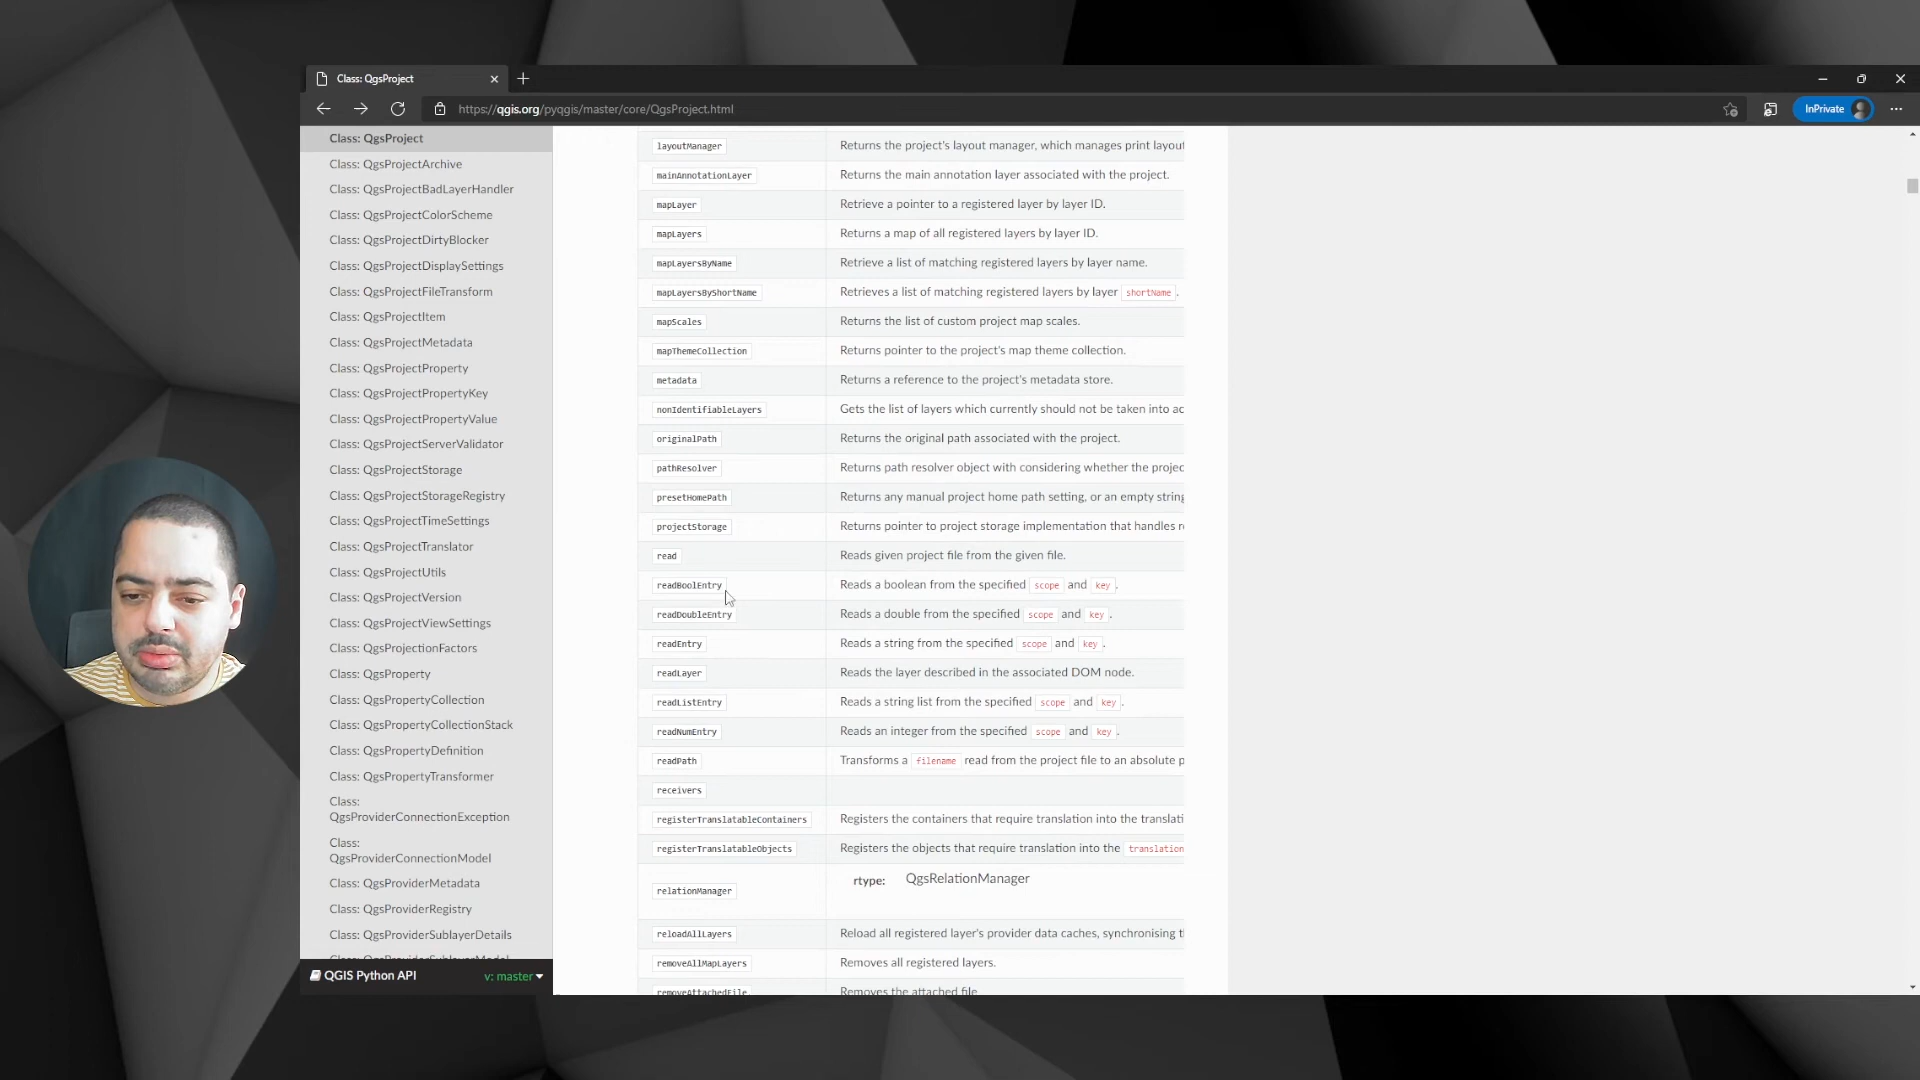 Class: QgsProject
https://qgis.org/pyqgis/master/core/QgsProject.html
InPrivate
Class: QgsProject
Class: QgsProjectArchive
Class: QgsProjectBadLayerHandler
Class: QgsProjectColorScheme
Class: QgsProjectDirtyBlocker
Class: QgsProjectDisplaySettings
Class: QgsProjectFileTransform
Class: QgsProjectItem
Class: QgsProjectMetadata
Class: QgsProjectProperty
Class: QgsProjectPropertyKey
Class: QgsProjectPropertyValue
Class: QgsProjectServerValidator
Class: QgsProjectStorage
Class: QgsProjectStorageRegistry
Class: QgsProjectTimeSettings
Class: QgsProjectTranslator
Class: QgsProjectUtils
Class: QgsProjectVersion
Class: QgsProjectViewSettings
Class: QgsProjectionFactors
Class: QgsProperty
Class: QgsPropertyCollection
Class: QgsPropertyCollectionStack
Class: QgsPropertyDefinition
Class: QgsPropertyTransformer
Class:
QgsProviderConnectionException
Class:
QgsProviderConnectionModel
Class: QgsProviderMetadata
Class: QgsProviderRegistry
Class: QgsProviderSublayerDetails
QGIS Python API v: master
layoutManager Returns the project's layout manager, which manages print layout
mainAnnotationLayer Returns the main annotation layer associated with the project.
mapLayer Retrieve a pointer to a registered layer by layer ID.
mapLayers Returns a map of all registered layers by layer ID.
mapLayersByName Retrieve a list of matching registered layers by layer name.
mapLayersByShortName Retrieves a list of matching registered layers by layer shortName .
mapScales Returns the list of custom project map scales.
mapThemeCollection Returns pointer to the project's map theme collection.
metadata Returns a reference to the project's metadata store.
nonIdentifiableLayers Gets the list of layers which currently should not be taken into ac
originalPath Returns the original path associated with the project.
pathResolver Returns path resolver object with considering whether the projec
presetHomePath Returns any manual project home path setting, or an empty string
projectStorage Returns pointer to project storage implementation that handles r
read Reads given project file from the given file.
readBoolEntry Reads a boolean from the specified scope and key .
readDoubleEntry Reads a double from the specified scope and key .
readEntry Reads a string from the specified scope and key .
readLayer Reads the layer described in the associated DOM node.
readListEntry Reads a string list from the specified scope and key .
readNumEntry Reads an integer from the specified scope and key .
readPath Transforms a filename read from the project file to an absolute p
receivers
registerTranslatableContainers Registers the containers that require translation into the translati
registerTranslatableObjects Registers the objects that require translation into the translation
relationManager rtype: QgsRelationManager
reloadAllLayers Reload all registered layer's provider data caches, synchronising t
removeAllMapLayers Removes all registered layers.
removeAttachedFile Removes the attached file